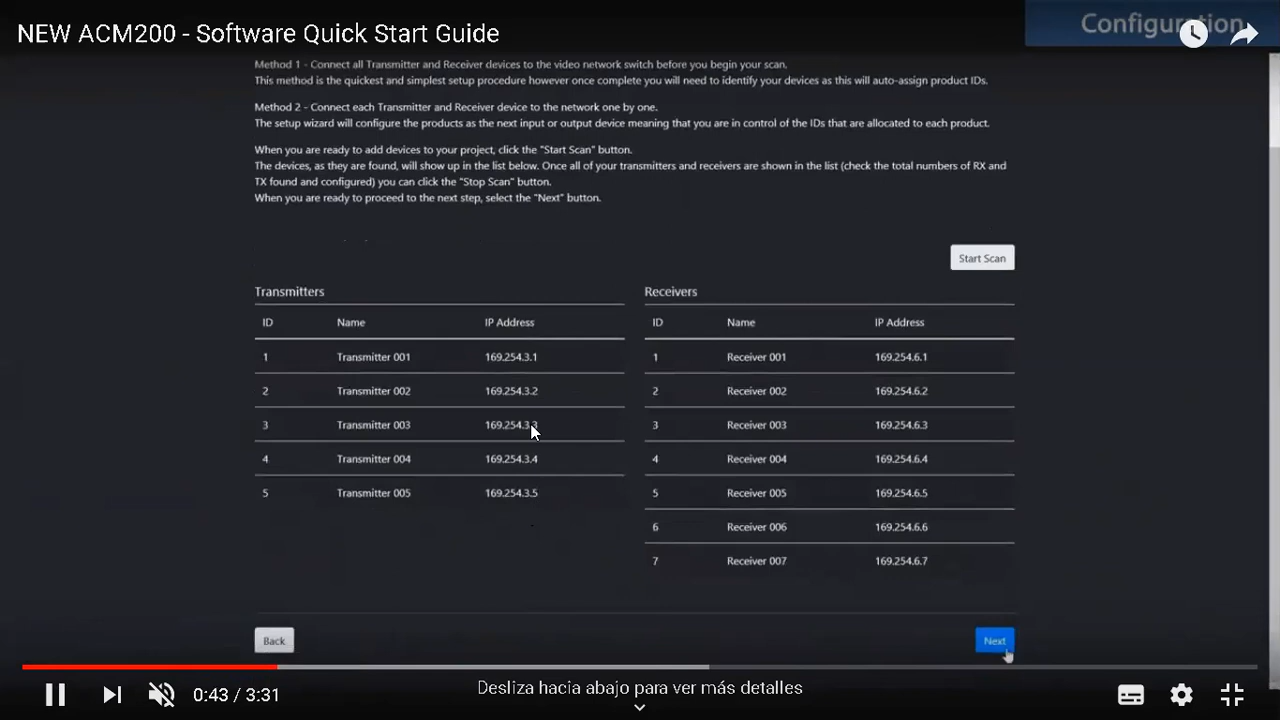 NEW ACM200 - Software Quick Start Guide
Configuration
Method 1 - Connect all Transmitter and Receiver devices to the video network switch before you begin your scan.
This method is the quickest and simplest setup procedure however once complete you will need to identify your devices as this will auto-assign product IDs.
Method 2 - Connect each Transmitter and Receiver device to the network one by one.
The setup wizard will configure the products as the next input or output device meaning that you are in control of the IDs that are allocated to each product.
When you are ready to add devices to your project, click the "Start Scan" button.
The devices, as they are found, will show up in the list below. Once all of your transmitters and receivers are shown in the list (check the total numbers of RX and
TX found and configured) you can click the "Stop Scan" button.
When you are ready to proceed to the next step, select the "Next" button.
Start Scan
Transmitters
ID Name IP Address
1 Transmitter 001 169.254.3.1
2 Transmitter 002 169.254.3.2
3 Transmitter 003 169.254.3.3
4 Transmitter 004 169.254.3.4
5 Transmitter 005 169.254.3.5
Receivers
ID Name IP Address
1 Receiver 001 169.254.6.1
2 Receiver 002 169.254.6.2
3 Receiver 003 169.254.6.3
4 Receiver 004 169.254.6.4
5 Receiver 005 169.254.6.5
6 Receiver 006 169.254.6.6
7 Receiver 007 169.254.6.7
Back
Next
0:43 / 3:31
Desliza hacia abajo para ver más detalles